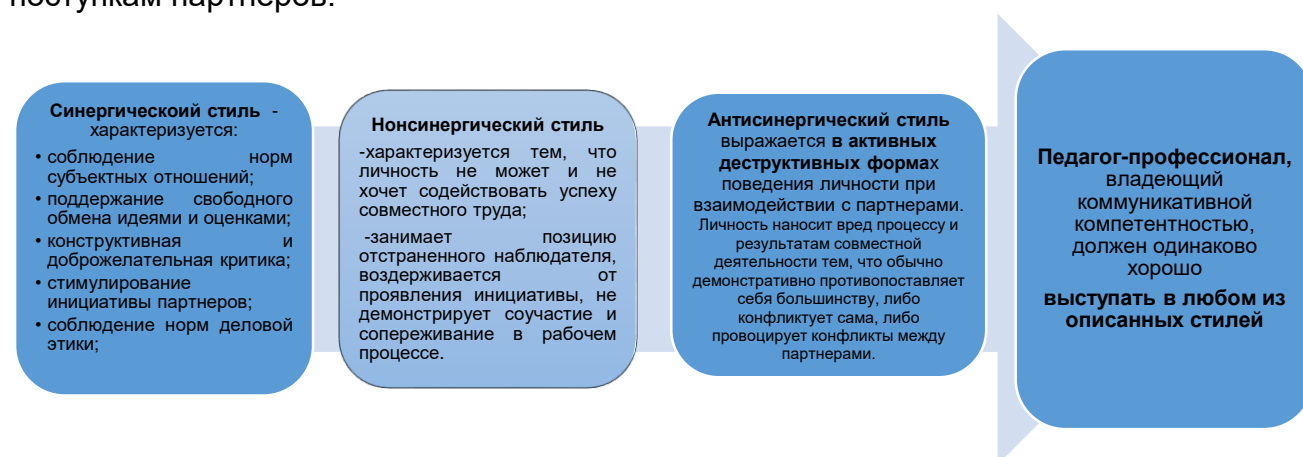 поступкам партнеров.
Синергическоий стиль -
характеризуется:
• соблюдение норм
субъектных отношений;
• поддержание свободного
обмена идеями и оценками;
• конструктивная и
доброжелательная критика;
• стимулирование
инициативы партнеров;
• соблюдение норм деловой
этики;
Нонсинергический стиль
-характеризуется тем, что
личность не может и не
хочет содействовать успеху
совместного труда;
-занимает позицию
отстраненного наблюдателя,
воздерживается от
проявления инициативы, не
демонстрирует соучастие и
сопереживание в рабочем
процессе.
Антисинергический стиль
выражается в активных
деструктивных формах
поведения личности при
взаимодействии с партнерами.
Личность наносит вред процессу и
результатам совместной
деятельности тем, что обычно
демонстративно противопоставляет
себя большинству, либо
конфликтует сама, либо
провоцирует конфликты между
партнерами.
Педагог-профессионал,
владеющий
коммуникативной
компетентностью,
должен одинаково
хорошо
выступать в любом из
описанных стилей